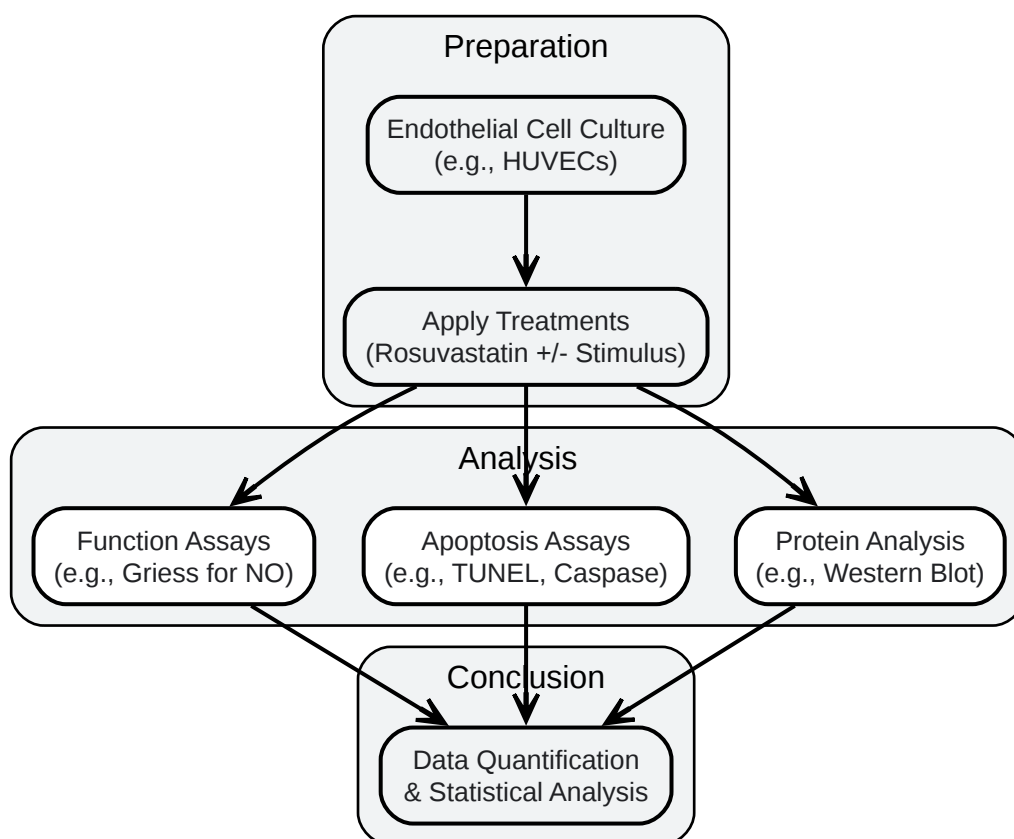 Preparation
Endothelial Cell Culture
(e.g., HUVECs)
Apply Treatments
(Rosuvastatin +/- Stimulus)
Analysis
Function Assays
(e.g., Griess for NO)
Apoptosis Assays
(e.g., TUNEL, Caspase)
Protein Analysis
(e.g., Western Blot)
Conclusion
Data Quantification
& Statistical Analysis